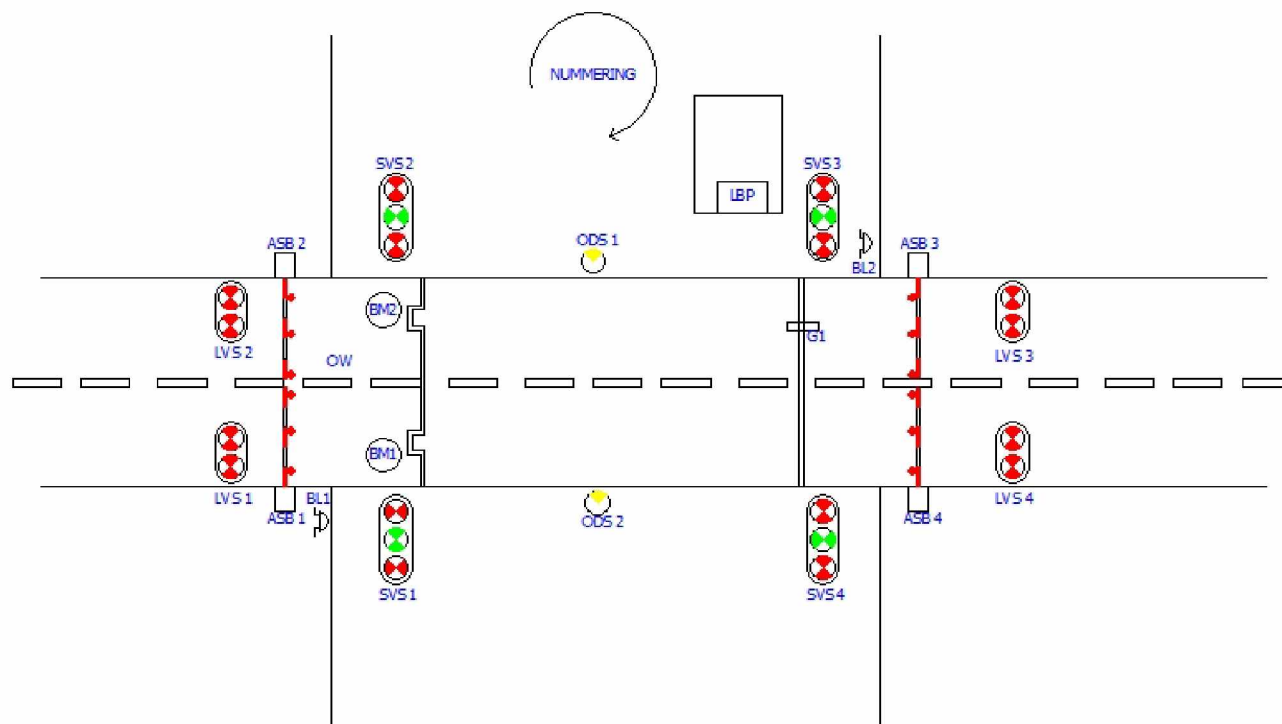 NUMMERING
SVS 2
SVS 3
LBP
ASB 2
ODS 1
BL2
ASB 3
BM2
LVS 2
OW
G1
LVS 3
BM1
LVS 1
BL1
ASB 1
ODS 2
ASB 4
LVS 4
SVS 1
SVS 4